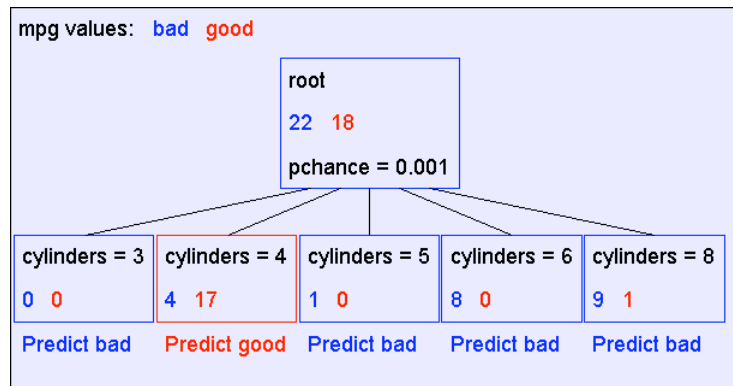 mpg values: bad good
root
22 18
pchance = 0.001
cylinders = 3
0 0
Predict bad
cylinders = 4
4 17
Predict good
cylinders = 5
1 0
Predict bad
cylinders = 6
8 0
Predict bad
cylinders = 8
9 1
Predict bad